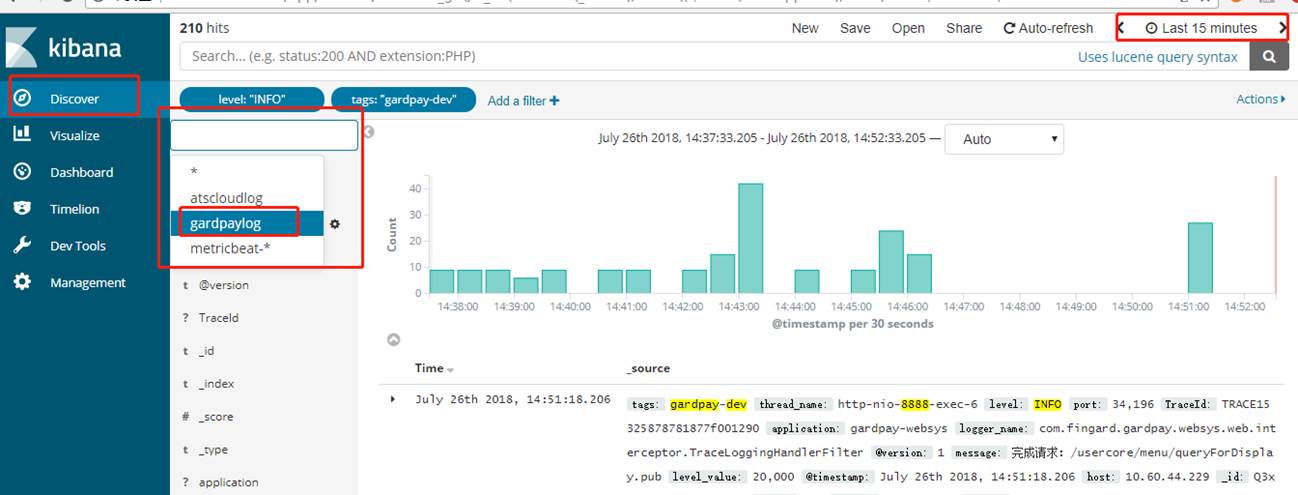 210 hits
New Save Open Share Auto-refresh Last 15 minutes
kibana
Search... (e.g. status:200 AND extension:PHP)
Uses lucene query syntax
Discover
Visualize
Dashboard
Timelion
Dev Tools
Management
level: "INFO"
tags: "gardpay-dev"
Add a filter
Actions
*
atscloudlog
gardpaylog
metricbeat-*
t @version
? TraceId
t _id
t _index
# _score
t _type
? application
July 26th 2018, 14:37:33.205 - July 26th 2018, 14:52:33.205 —
Auto
Count
40
30
20
10
0
14:38:00 14:39:00 14:40:00 14:41:00 14:42:00 14:43:00 14:44:00 14:45:00 14:46:00 14:47:00 14:48:00 14:49:00 14:50:00 14:51:00 14:52:00
@timestamp per 30 seconds
Time _source
July 26th 2018, 14:51:18.206
tags: gardpay-dev thread_name: http-nio-8888-exec-6 level: INFO port: 34,196 TraceId: TRACE15
325878781877f001290 application: gardpay-websys logger_name: com.fingard.gardpay.websys.web.int
erceptor.TraceLoggingHandlerFilter @version: 1 message: 完成请求: /usercore/menu/queryForDispla
y.pub level_value: 20,000 @timestamp: July 26th 2018, 14:51:18.206 host: 10.60.44.229 _id: Q3x